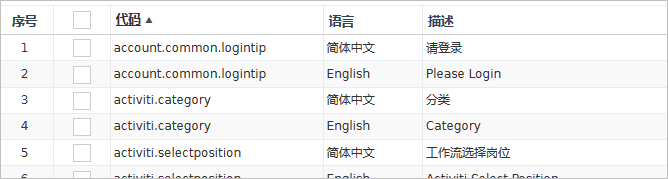 序号 代码 语言 描述
1 account.common.logintip 简体中文 请登录
2 account.common.logintip English Please Login
3 activiti.category 简体中文 分类
4 activiti.category English Category
5 activiti.selectposition 简体中文 工作流选择岗位
6 activiti.selectposition English Activiti Select Position